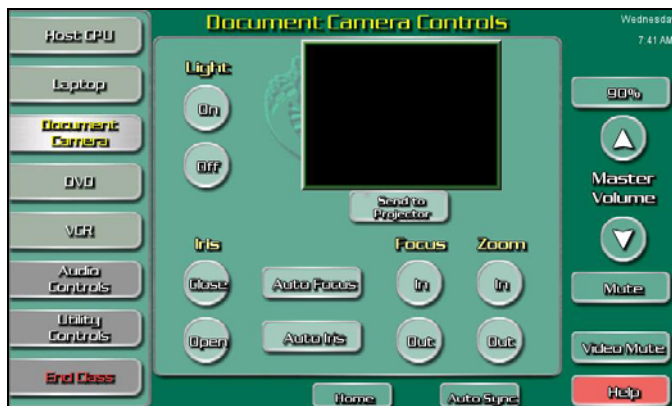 Document Camera Controls
Wednesday
7:41 AM
Host CPU
Laptop
Document
Camera
DVD
VCR
Audio
Controls
Utility
Controls
End Class
Light
On
Off
Send to
Projector
Iris
Close
Open
Auto Focus
Auto Iris
Focus
In
Out
Zoom
In
Out
Home
Auto Sync
90%
Master
Volume
Mute
Video Mute
Help